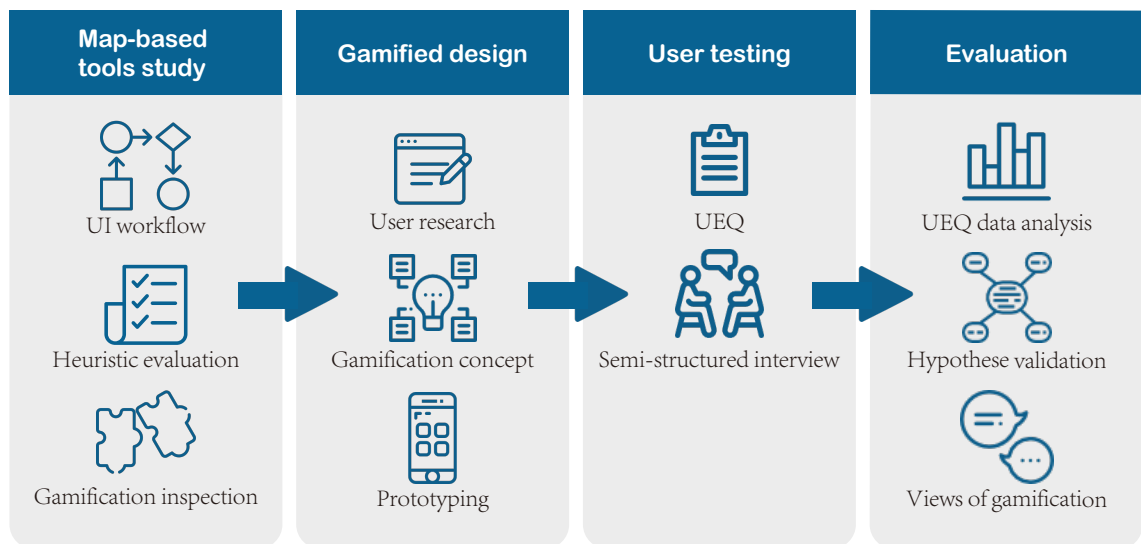 Map-based
tools study
UI workflow
Heuristic evaluation
Gamification inspection
Gamified design
User research
Gamification concept
Prototyping
User testing
UEQ
Semi-structured interview
Evaluation
UEQ data analysis
Hypothese validation
Views of gamification